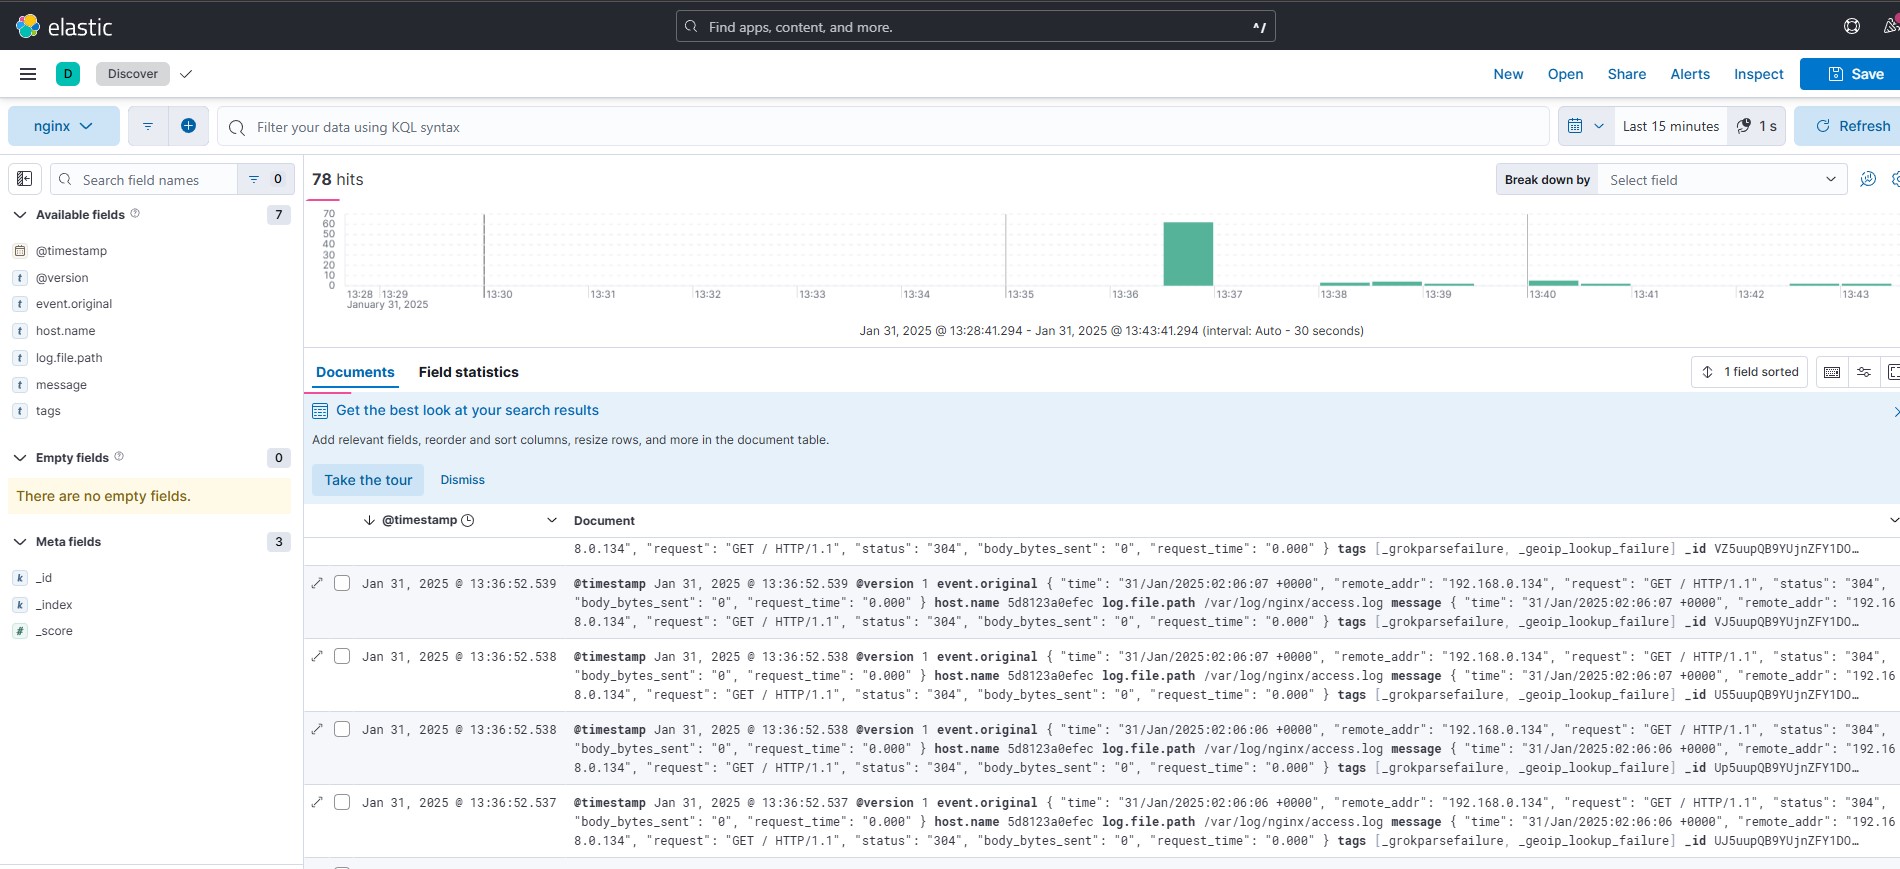 elastic
Find apps, content, and more.
^/
D
Discover
New
Open
Share
Alerts
Inspect
Save
nginx
Filter your data using KQL syntax
Last 15 minutes
1 s
Refresh
Search field names
0
78 hits
Break down by
Select field
Available fields
7
@timestamp
@version
event.original
host.name
log.file.path
message
tags
Empty fields
0
There are no empty fields.
Meta fields
3
_id
_index
_score
70
60
50
40
30
20
10
0
13:28 13:29 13:30 13:31 13:32 13:33 13:34 13:35 13:36 13:37 13:38 13:39 13:40 13:41 13:42 13:43
January 31, 2025
Jan 31, 2025 @ 13:28:41.294 - Jan 31, 2025 @ 13:43:41.294 (interval: Auto - 30 seconds)
Documents
Field statistics
1 field sorted
Get the best look at your search results
Add relevant fields, reorder and sort columns, resize rows, and more in the document table.
Take the tour
Dismiss
@timestamp
Document
8.0.134", "request": "GET / HTTP/1.1", "status": "304", "body_bytes_sent": "0", "request_time": "0.000" } tags [_grokparsefailure, _geoip_lookup_failure] _id VZ5uupQB9YUjnZFY1DO…
Jan 31, 2025 @ 13:36:52.539
@timestamp Jan 31, 2025 @ 13:36:52.539 @version 1 event.original { "time": "31/Jan/2025:02:06:07 +0000", "remote_addr": "192.168.0.134", "request": "GET / HTTP/1.1", "status": "304",
"body_bytes_sent": "0", "request_time": "0.000" } host.name 5d8123a0efec log.file.path /var/log/nginx/access.log message { "time": "31/Jan/2025:02:06:07 +0000", "remote_addr": "192.16
8.0.134", "request": "GET / HTTP/1.1", "status": "304", "body_bytes_sent": "0", "request_time": "0.000" } tags [_grokparsefailure, _geoip_lookup_failure] _id VJ5uupQB9YUjnZFY1DO…
Jan 31, 2025 @ 13:36:52.538
@timestamp Jan 31, 2025 @ 13:36:52.538 @version 1 event.original { "time": "31/Jan/2025:02:06:07 +0000", "remote_addr": "192.168.0.134", "request": "GET / HTTP/1.1", "status": "304",
"body_bytes_sent": "0", "request_time": "0.000" } host.name 5d8123a0efec log.file.path /var/log/nginx/access.log message { "time": "31/Jan/2025:02:06:07 +0000", "remote_addr": "192.16
8.0.134", "request": "GET / HTTP/1.1", "status": "304", "body_bytes_sent": "0", "request_time": "0.000" } tags [_grokparsefailure, _geoip_lookup_failure] _id U55uupQB9YUjnZFY1DO…
Jan 31, 2025 @ 13:36:52.538
@timestamp Jan 31, 2025 @ 13:36:52.538 @version 1 event.original { "time": "31/Jan/2025:02:06:06 +0000", "remote_addr": "192.168.0.134", "request": "GET / HTTP/1.1", "status": "304",
"body_bytes_sent": "0", "request_time": "0.000" } host.name 5d8123a0efec log.file.path /var/log/nginx/access.log message { "time": "31/Jan/2025:02:06:06 +0000", "remote_addr": "192.16
8.0.134", "request": "GET / HTTP/1.1", "status": "304", "body_bytes_sent": "0", "request_time": "0.000" } tags [_grokparsefailure, _geoip_lookup_failure] _id Up5uupQB9YUjnZFY1DO…
Jan 31, 2025 @ 13:36:52.537
@timestamp Jan 31, 2025 @ 13:36:52.537 @version 1 event.original { "time": "31/Jan/2025:02:06:06 +0000", "remote_addr": "192.168.0.134", "request": "GET / HTTP/1.1", "status": "304",
"body_bytes_sent": "0", "request_time": "0.000" } host.name 5d8123a0efec log.file.path /var/log/nginx/access.log message { "time": "31/Jan/2025:02:06:06 +0000", "remote_addr": "192.16
8.0.134", "request": "GET / HTTP/1.1", "status": "304", "body_bytes_sent": "0", "request_time": "0.000" } tags [_grokparsefailure, _geoip_lookup_failure] _id UJ5uupQB9YUjnZFY1DO…